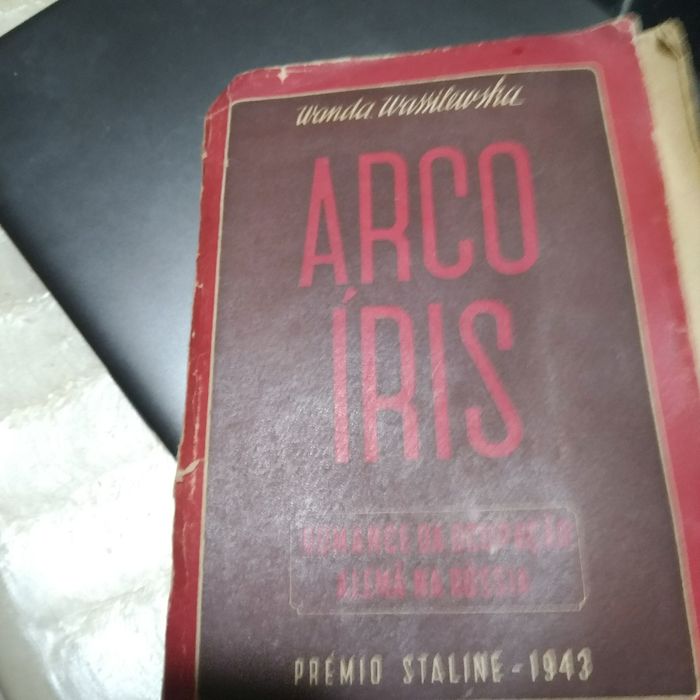 Wanda Wassilewska
ARCO
ÍRIS
ROMANCE DA OCUPAÇÃO
ALEMÃ NA RÚSSIA
PRÉMIO STALINE - 1943